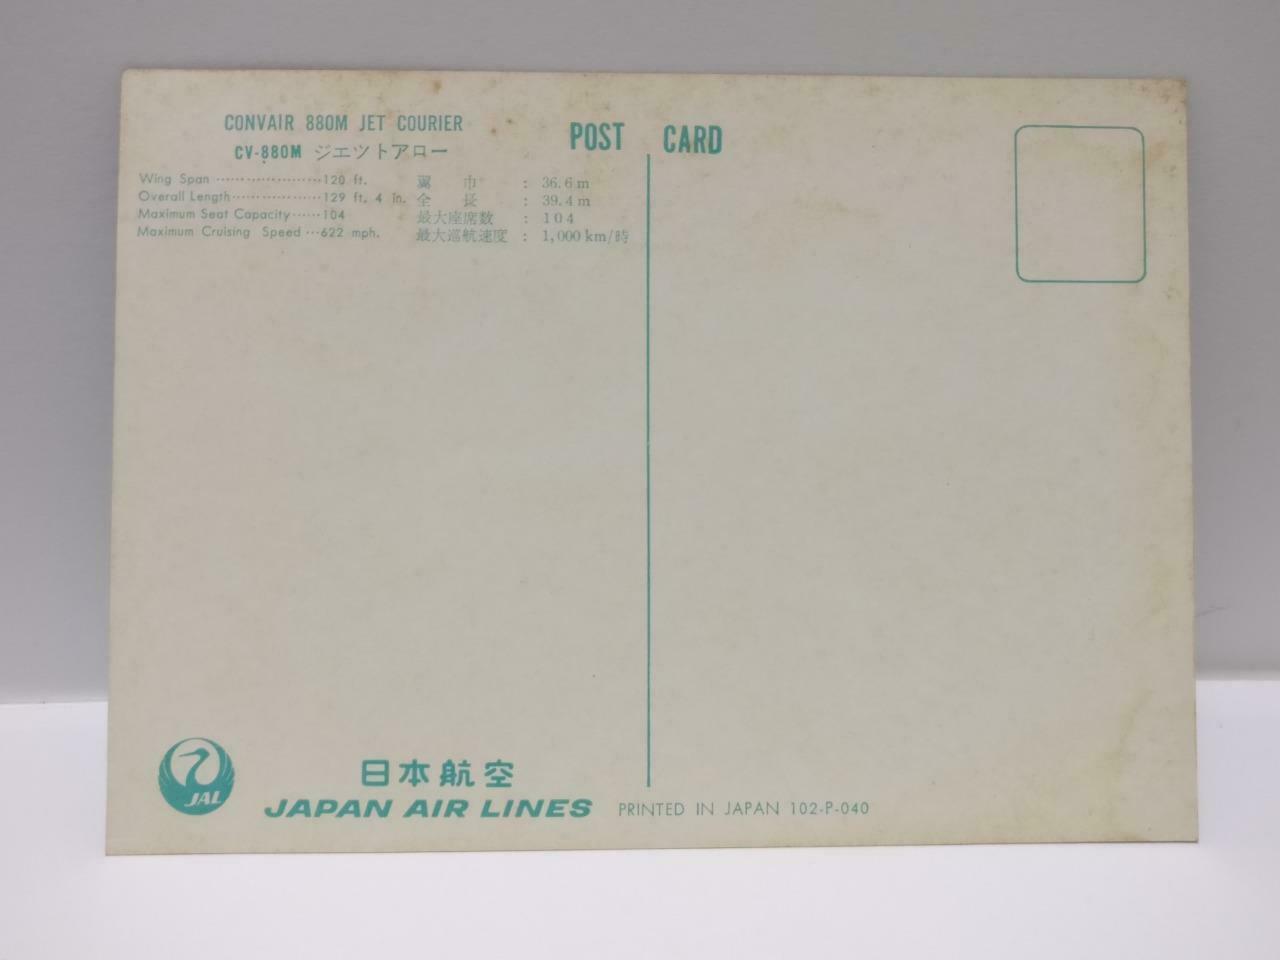 CONVAIR 880M JET COURIER
CV-880M ジエツトアロー
POST CARD
Wing Span ····················120 ft.
Overall Length·················129 ft. 4 in.
Maximum Seat Capacity······104
Maximum Cruising Speed ···622 mph.
翼 巾 : 36.6 m
全 長 : 39.4 m
最大座席数 : 104
最大巡航速度 : 1,000 km/時
JAL
日本航空
JAPAN AIR LINES
PRINTED IN JAPAN 102-P-040